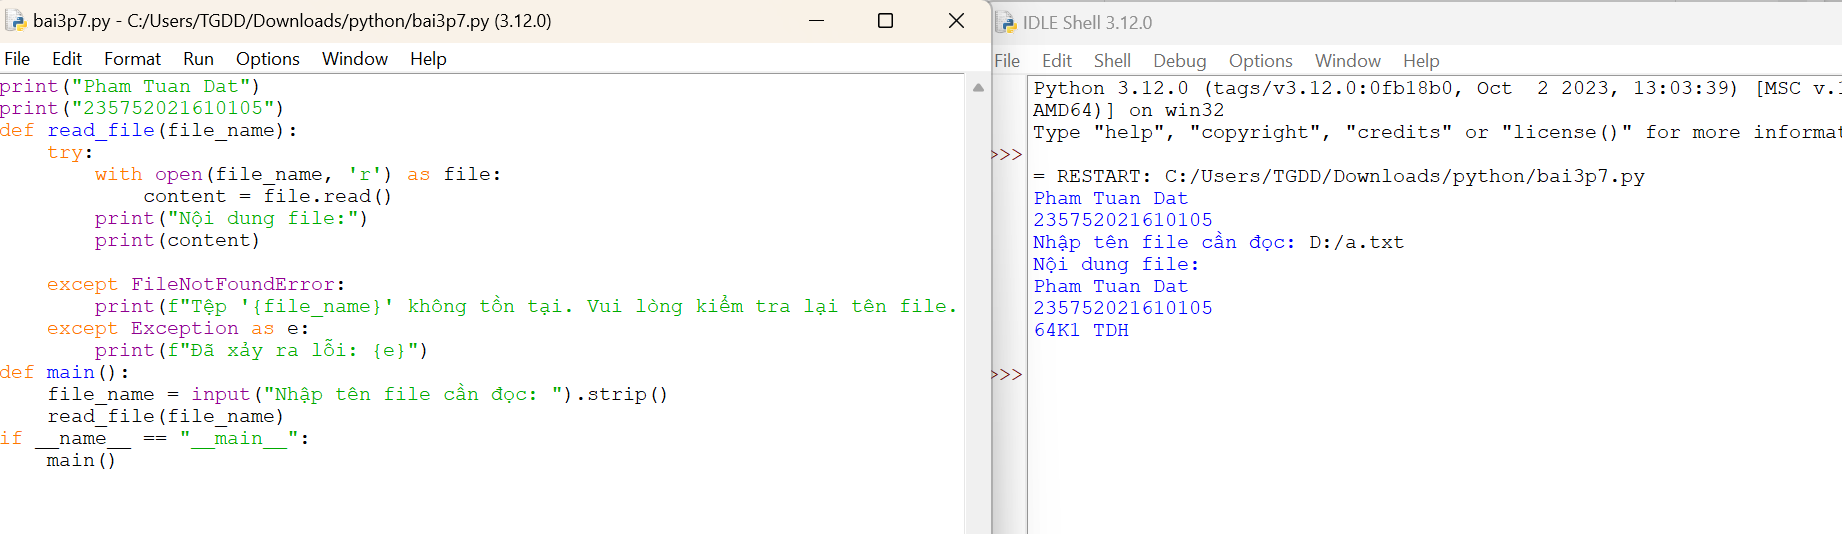 bai3p7.py - C:/Users/TGDD/Downloads/python/bai3p7.py (3.12.0)
File Edit Format Run Options Window Help
print("Pham Tuan Dat")
print("235752021610105")
def read_file(file_name):
    try:
        with open(file_name, 'r') as file:
            content = file.read()
        print("Nội dung file:")
        print(content)
    except FileNotFoundError:
        print(f"Tệp '{file_name}' không tồn tại. Vui lòng kiểm tra lại tên file.
    except Exception as e:
        print(f"Đã xảy ra lỗi: {e}")
def main():
    file_name = input("Nhập tên file cần đọc: ").strip()
    read_file(file_name)
if __name__ == "__main__":
    main()
IDLE Shell 3.12.0
File Edit Shell Debug Options Window Help
Python 3.12.0 (tags/v3.12.0:0fb18b0, Oct  2 2023, 13:03:39) [MSC v.1
AMD64)] on win32
Type "help", "copyright", "credits" or "license()" for more informat
>>>
= RESTART: C:/Users/TGDD/Downloads/python/bai3p7.py
Pham Tuan Dat
235752021610105
Nhập tên file cần đọc: D:/a.txt
Nội dung file:
Pham Tuan Dat
235752021610105
64K1 TDH
>>>